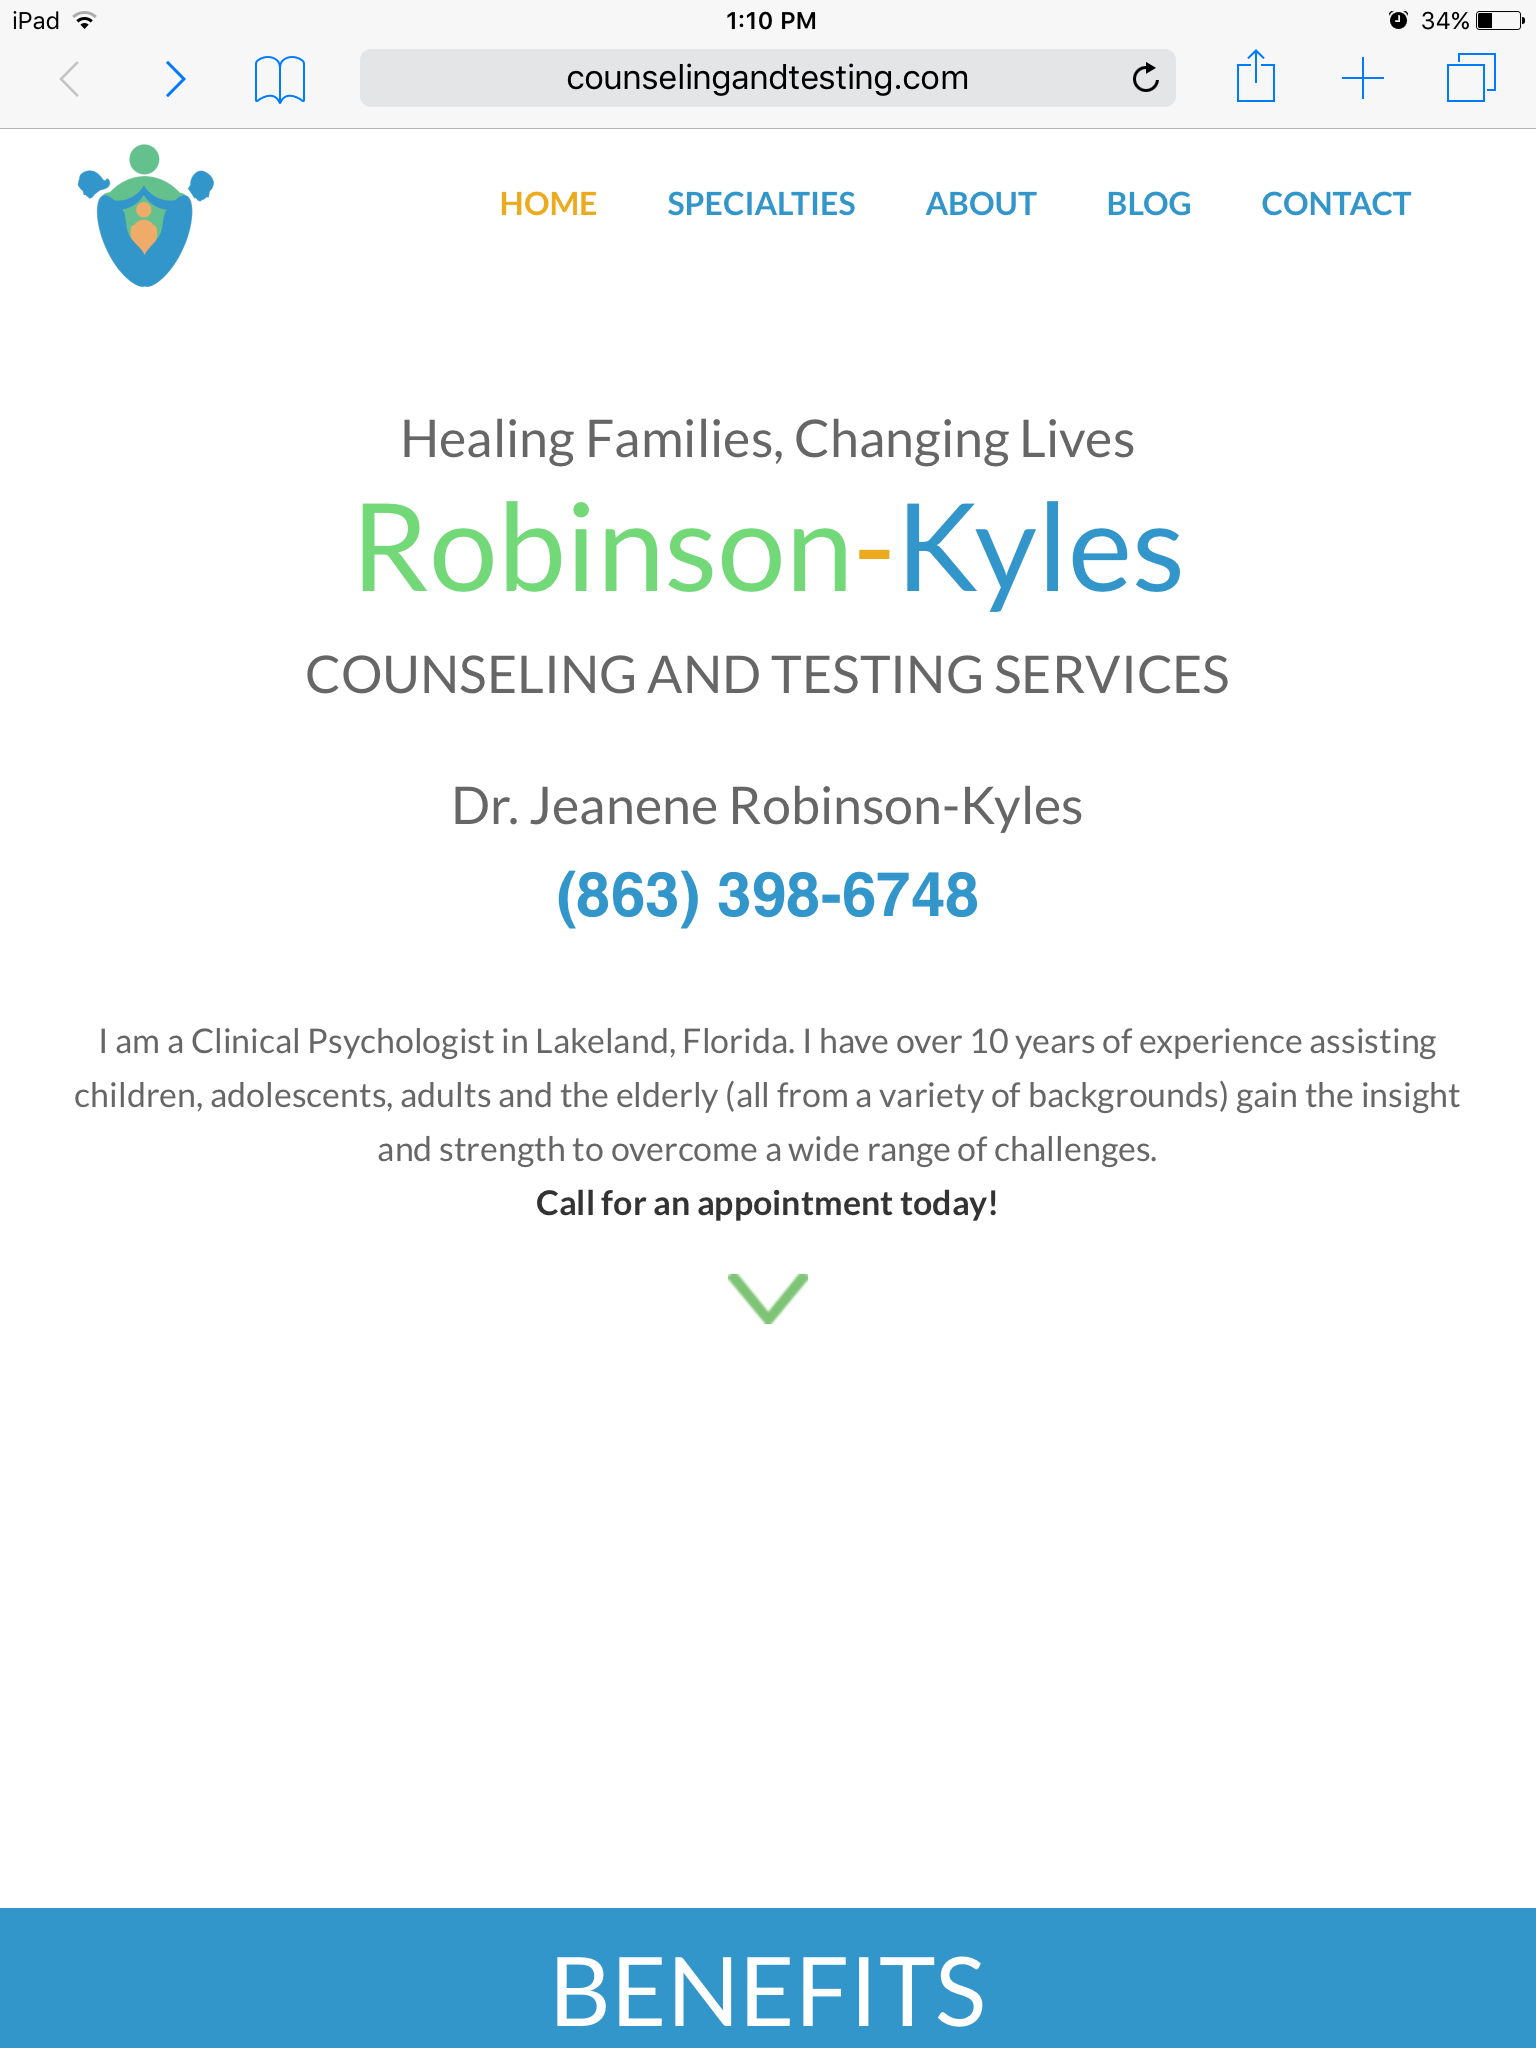 iPad 1:10 PM 34%
counselingandtesting.com
HOME SPECIALTIES ABOUT BLOG CONTACT
Healing Families, Changing Lives
Robinson-Kyles
COUNSELING AND TESTING SERVICES
Dr. Jeanene Robinson-Kyles
(863) 398-6748
I am a Clinical Psychologist in Lakeland, Florida. I have over 10 years of experience assisting
children, adolescents, adults and the elderly (all from a variety of backgrounds) gain the insight
and strength to overcome a wide range of challenges.
Call for an appointment today!
BENEFITS